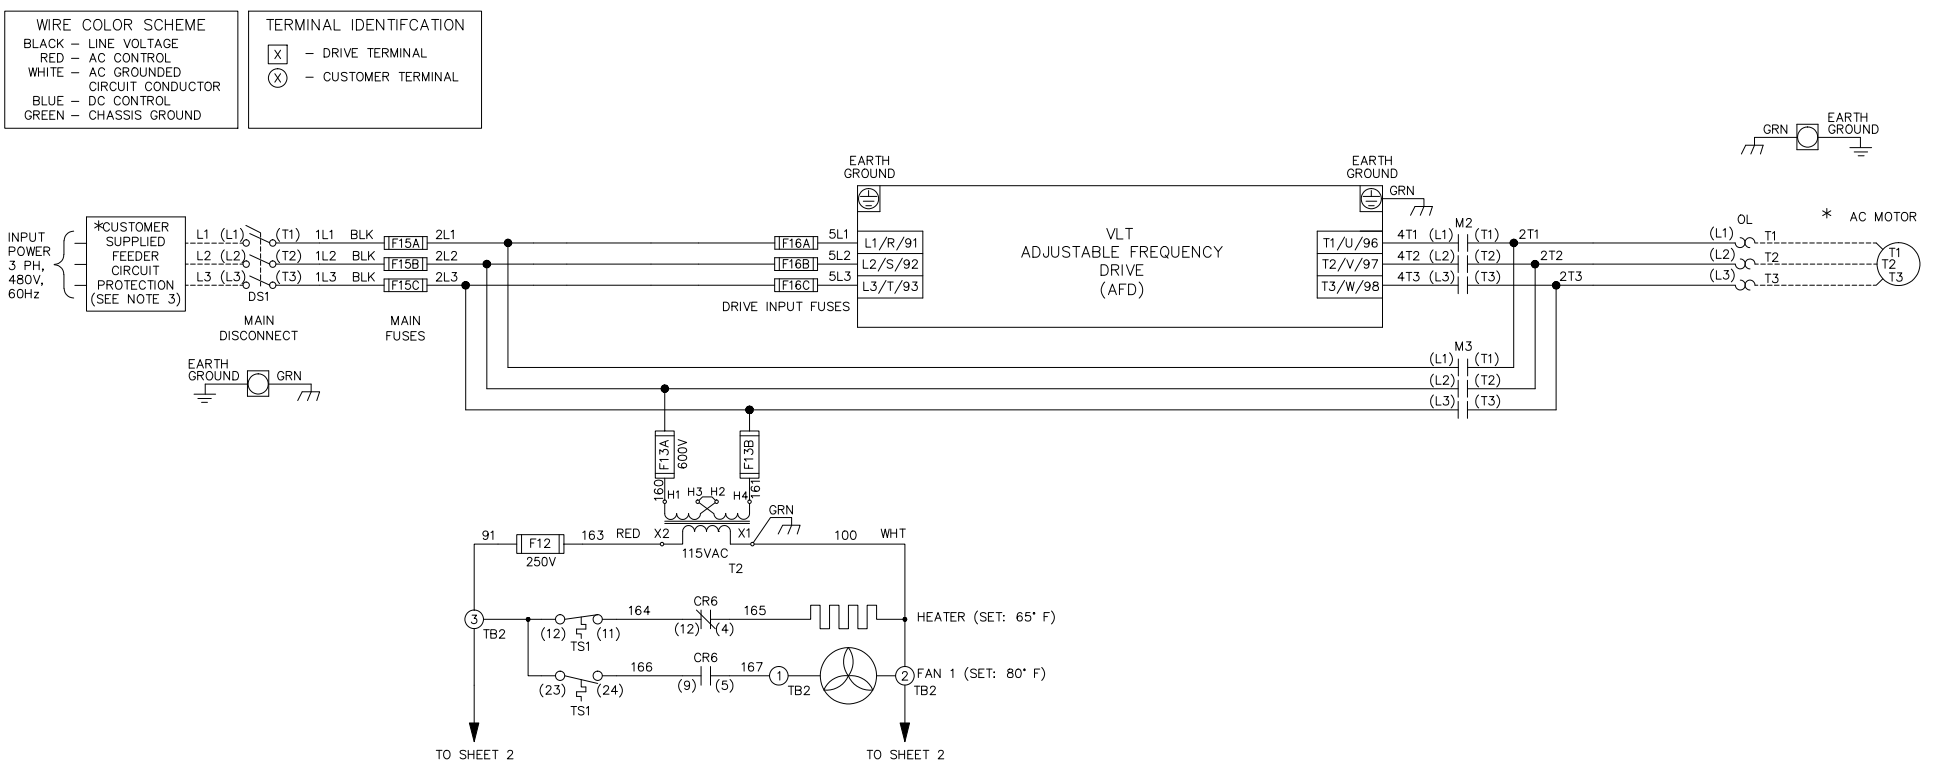 WIRE COLOR SCHEME
BLACK – LINE VOLTAGE
RED – AC CONTROL
WHITE – AC GROUNDED
CIRCUIT CONDUCTOR
BLUE – DC CONTROL
GREEN – CHASSIS GROUND
TERMINAL IDENTIFCATION
X – DRIVE TERMINAL
X – CUSTOMER TERMINAL
INPUT
POWER
3 PH,
480V,
60Hz
*CUSTOMER
SUPPLIED
FEEDER
CIRCUIT
PROTECTION
(SEE NOTE 3)
L1 (L1) (T1) 1L1 BLK F15A 2L1
L2 (L2) (T2) 1L2 BLK F15B 2L2
L3 (L3) (T3) 1L3 BLK F15C 2L3
DS1
MAIN
DISCONNECT
MAIN
FUSES
EARTH
GROUND
GRN
F16A 5L1
F16B 5L2
F16C 5L3
DRIVE INPUT FUSES
EARTH
GROUND
L1/R/91
L2/S/92
L3/T/93
VLT
ADJUSTABLE FREQUENCY
DRIVE
(AFD)
EARTH
GROUND
GRN
T1/U/96
T2/V/97
T3/W/98
M2
4T1 (L1) (T1) 2T1
4T2 (L2) (T2) 2T2
4T3 (L3) (T3) 2T3
M3
(L1) (T1)
(L2) (T2)
(L3) (T3)
GRN
EARTH
GROUND
OL
(L1) T1
(L2) T2
(L3) T3
* AC MOTOR
T1
T2
T3
F13A
600V
F13B
160
161
H1 H3 H2 H4
GRN
91 F12 163 RED X2 X1 100 WHT
250V
115VAC
T2
3
TB2
164 CR6 165
(12) (11) (12) (4)
TS1
HEATER (SET: 65° F)
166 CR6 167
(23) (24) (9) (5)
TS1
1
TB2
2
TB2
FAN 1 (SET: 80° F)
TO SHEET 2
TO SHEET 2